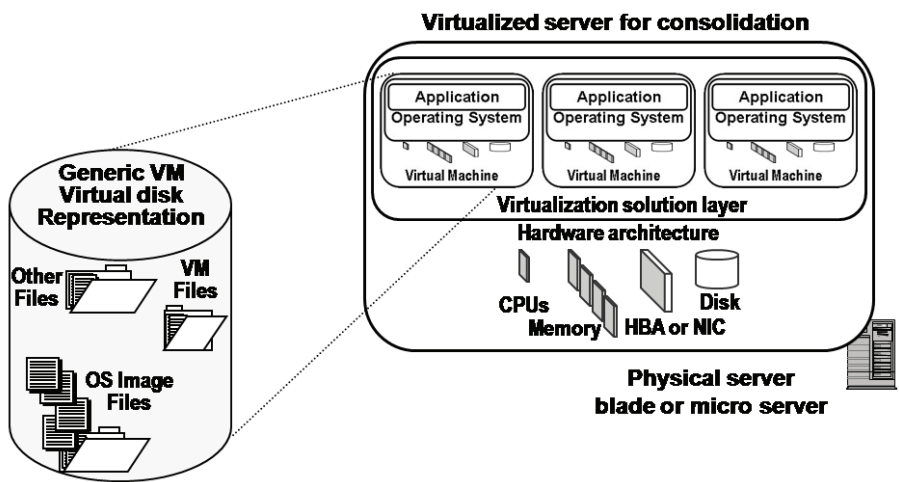 Virtualized server for consolidation
Application
Operating System
Virtual Machine
Application
Operating System
Virtual Machine
Application
Operating System
Virtual Machine
Virtualization solution layer
Hardware architecture
CPUs
Memory
HBA or NIC
Disk
Physical server
blade or micro server
Generic VM
Virtual disk
Representation
Other
Files
VM
Files
OS Image
Files